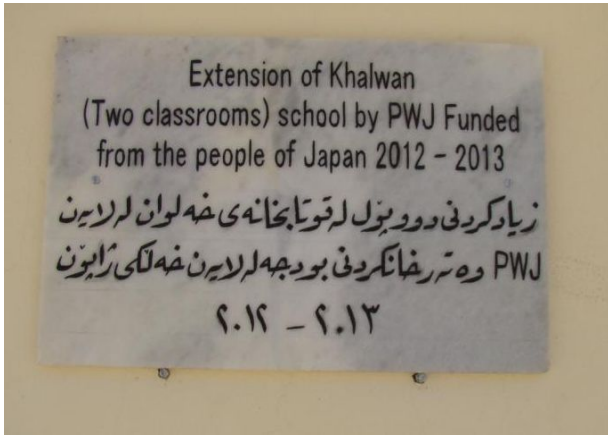 Extension of Khalwan
(Two classrooms) school by PWJ Funded
from the people of Japan 2012 – 2013
زیادکردنی دوو پۆل لە قوتابخانەی خەلوان لەلایەن
PWJ وە تەرخانکردنی بودجە لەلایەن خەلکی ژاپۆن
٢٠١٢ – ٢٠١٣